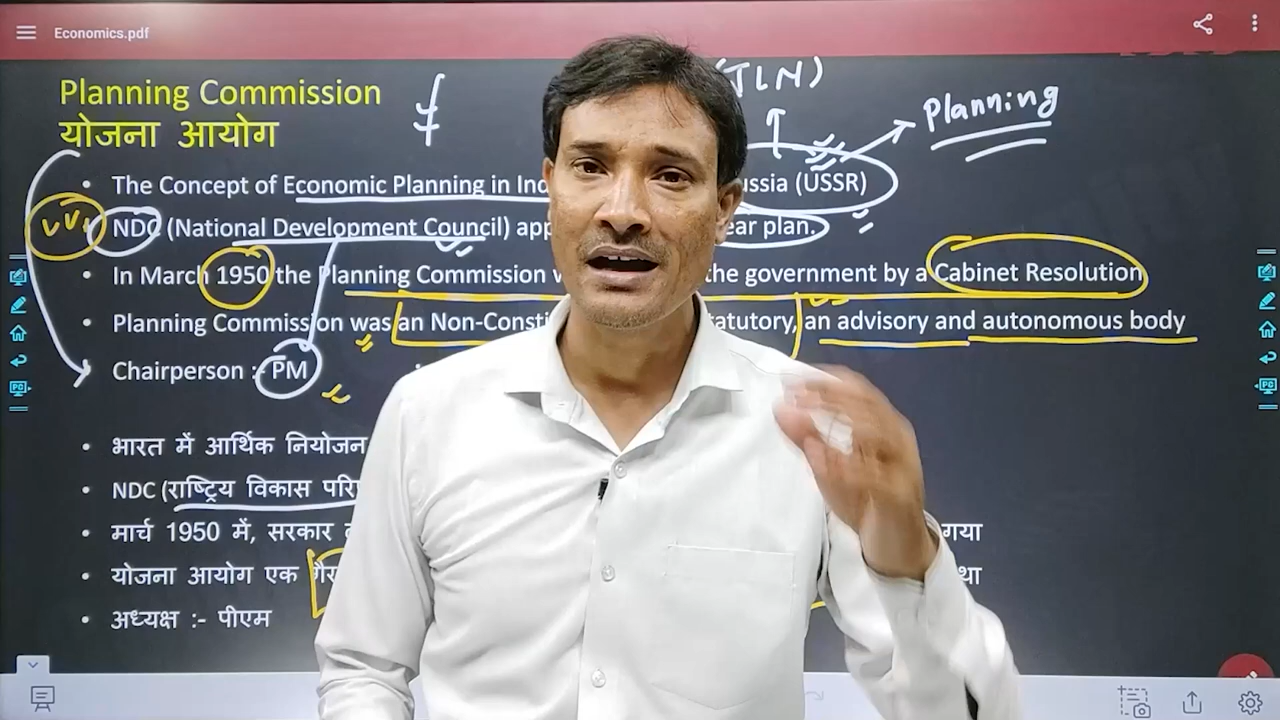 Economics.pdf
Planning Commission
योजना आयोग
(JLN)
Planning
• The Concept of Economic Planning in ussia (USSR)
• NDC (National Development Council) ear plan.
• In March 1950 the Planning Commission the government by a Cabinet Resolution
• Planning Commission was an Non-Consti tatutory, an advisory and autonomous body
• Chairperson :- PM
• भारत में आर्थिक नियोजन
• NDC (राष्ट्रिय विकास परि
• मार्च 1950 में, सरकार गया
• योजना आयोग एक गैर था
• अध्यक्ष :- पीएम